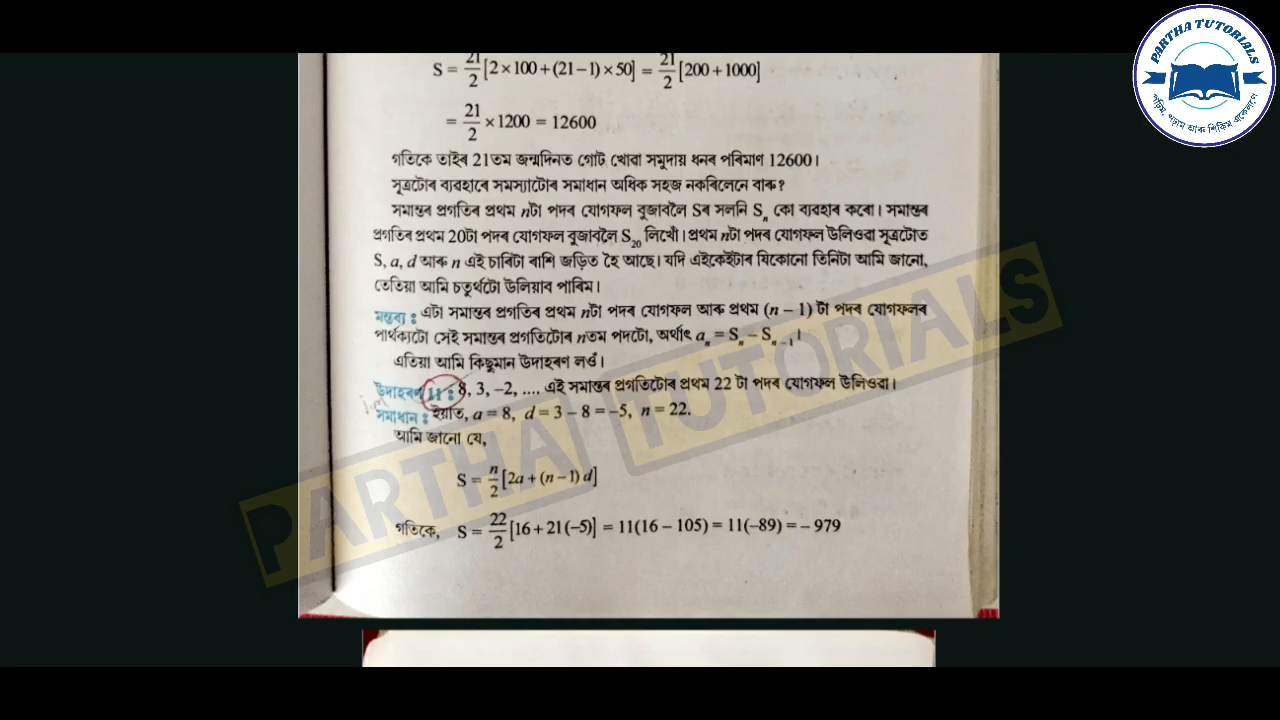 PARTHA TUTORIALS
পঢ়িম, পঢ়াম আৰু শিকিম একেলগে
S = 21/2 [2×100+(21−1)×50] = 21/2 [200+1000]
= 21/2 ×1200 = 12600
গতিকে তাইৰ 21তম জন্মদিনত গোট খোৱা সমুদায় ধনৰ পৰিমাণ 12600।
সূত্ৰটোৰ ব্যৱহাৰে সমস্যাটোৰ সমাধান অধিক সহজ নকৰিলেনে বাৰু?
সমান্তৰ প্ৰগতিৰ প্ৰথম nটা পদৰ যোগফল বুজাবলৈ Sৰ সলনি Sₙ কো ব্যৱহাৰ কৰো। সমান্তৰ
প্ৰগতিৰ প্ৰথম 20টা পদৰ যোগফল বুজাবলৈ S₂₀ লিখোঁ। প্ৰথম nটা পদৰ যোগফল উলিওৱা সূত্ৰটোত
S, a, d আৰু n এই চাৰিটা ৰাশি জড়িত হৈ আছে। যদি এইকেইটাৰ যিকোনো তিনিটা আমি জানো,
তেতিয়া আমি চতুৰ্থটো উলিয়াব পাৰিম।
মন্তব্য : এটা সমান্তৰ প্ৰগতিৰ প্ৰথম nটা পদৰ যোগফল আৰু প্ৰথম (n − 1) টা পদৰ যোগফলৰ
পাৰ্থক্যটো সেই সমান্তৰ প্ৰগতিটোৰ nতম পদটো, অৰ্থাৎ aₙ = Sₙ − Sₙ₋₁।
এতিয়া আমি কিছুমান উদাহৰণ লওঁ।
উদাহৰণ 11 : 8, 3, −2, .... এই সমান্তৰ প্ৰগতিটোৰ প্ৰথম 22 টা পদৰ যোগফল উলিওৱা।
সমাধান : ইয়াত, a = 8, d = 3 − 8 = −5, n = 22.
আমি জানো যে,
S = n/2 [2a+(n−1)d]
গতিকে, S = 22/2 [16+21(−5)] = 11(16 − 105) = 11(−89) = − 979
PARTHA TUTORIALS